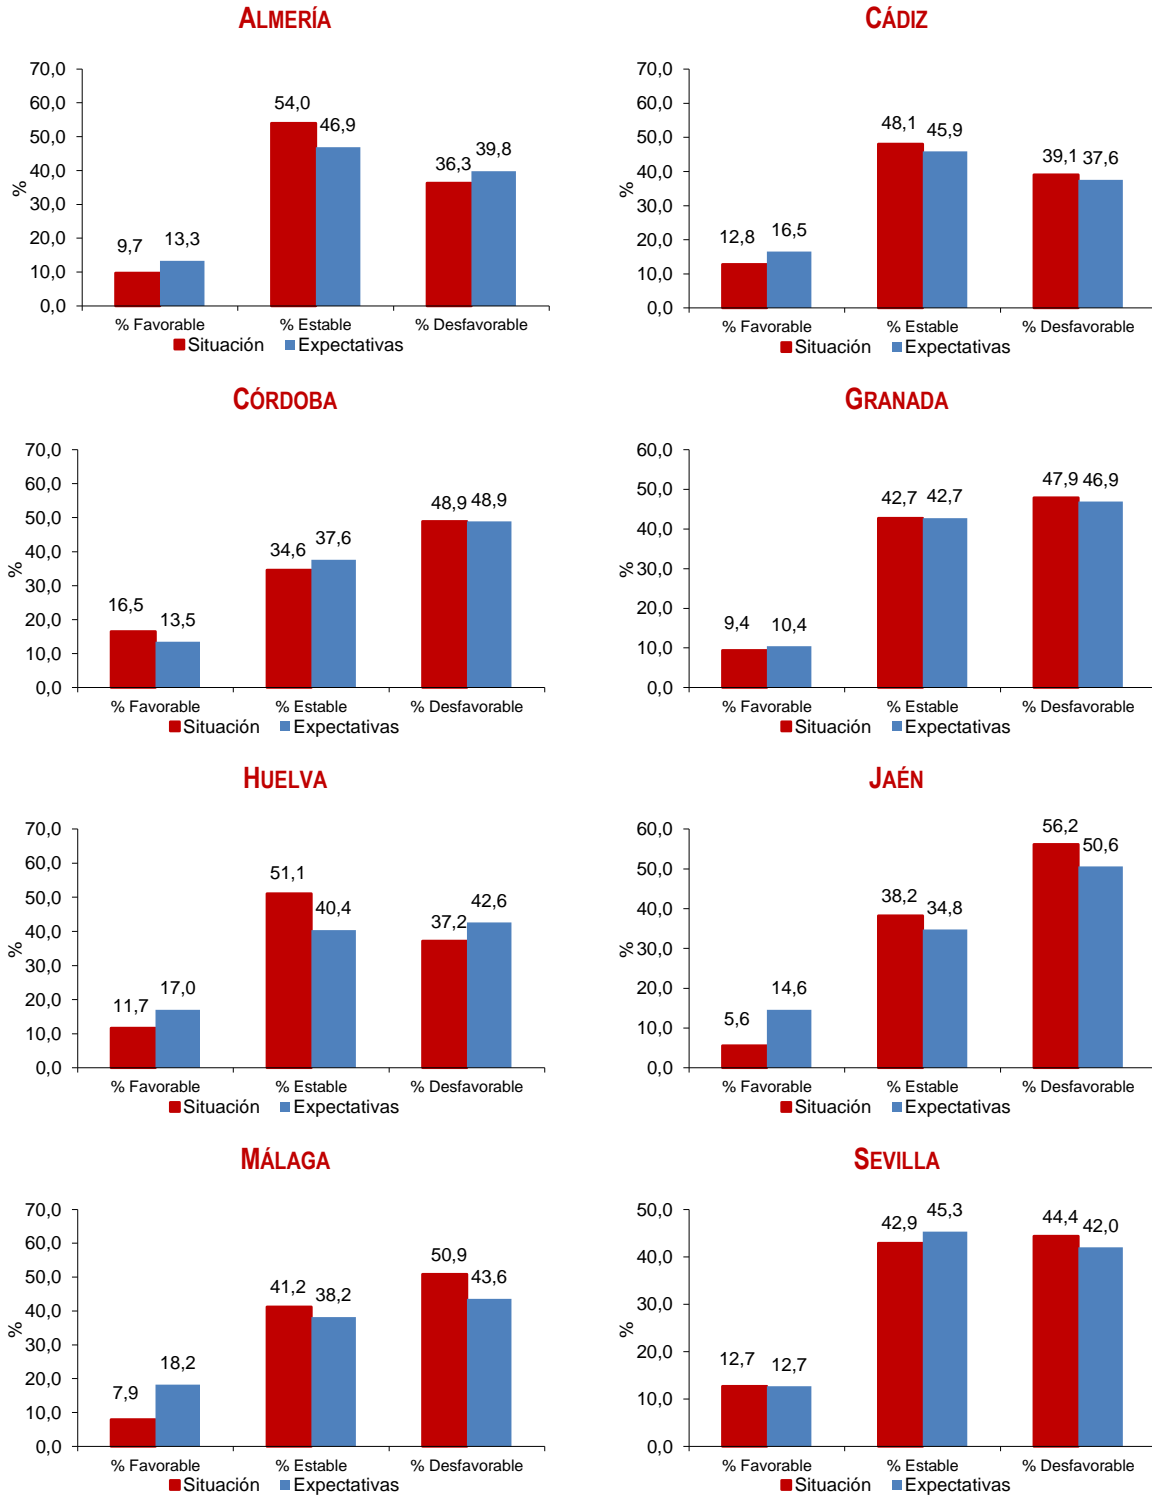 ALMERÍA
70,0
60,0
50,0
40,0
30,0
20,0
10,0
0,0
%
9,7
13,3
54,0
46,9
36,3
39,8
% Favorable
% Estable
% Desfavorable
Situación
Expectativas
CÁDIZ
70,0
60,0
50,0
40,0
30,0
20,0
10,0
0,0
%
12,8
16,5
48,1
45,9
39,1
37,6
% Favorable
% Estable
% Desfavorable
Situación
Expectativas
CÓRDOBA
70,0
60,0
50,0
40,0
30,0
20,0
10,0
0,0
%
16,5
13,5
34,6
37,6
48,9
48,9
% Favorable
% Estable
% Desfavorable
Situación
Expectativas
GRANADA
60,0
50,0
40,0
30,0
20,0
10,0
0,0
%
9,4
10,4
42,7
42,7
47,9
46,9
% Favorable
% Estable
% Desfavorable
Situación
Expectativas
HUELVA
70,0
60,0
50,0
40,0
30,0
20,0
10,0
0,0
%
11,7
17,0
51,1
40,4
37,2
42,6
% Favorable
% Estable
% Desfavorable
Situación
Expectativas
JAÉN
60,0
50,0
40,0
30,0
20,0
10,0
0,0
%
5,6
14,6
38,2
34,8
56,2
50,6
% Favorable
% Estable
% Desfavorable
Situación
Expectativas
MÁLAGA
70,0
60,0
50,0
40,0
30,0
20,0
10,0
0,0
%
7,9
18,2
41,2
38,2
50,9
43,6
% Favorable
% Estable
% Desfavorable
Situación
Expectativas
SEVILLA
50,0
40,0
30,0
20,0
10,0
0,0
%
12,7
12,7
42,9
45,3
44,4
42,0
% Favorable
% Estable
% Desfavorable
Situación
Expectativas